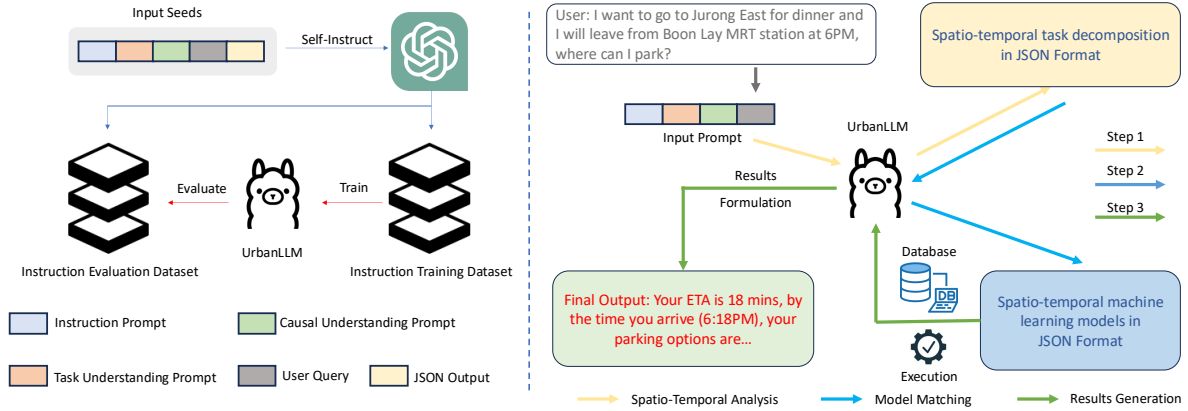 Input Seeds
Self-Instruct
Evaluate
Train
UrbanLLM
Instruction Evaluation Dataset
Instruction Training Dataset
Instruction Prompt
Causal Understanding Prompt
Task Understanding Prompt
User Query
JSON Output
User: I want to go to Jurong East for dinner and
I will leave from Boon Lay MRT station at 6PM,
where can I park?
Input Prompt
UrbanLLM
Spatio-temporal task decomposition
in JSON Format
Step 1
Step 2
Step 3
Results
Formulation
Database
DB
Final Output: Your ETA is 18 mins, by
the time you arrive (6:18PM), your
parking options are...
Spatio-temporal machine
learning models in
JSON Format
Execution
Spatio-Temporal Analysis
Model Matching
Results Generation